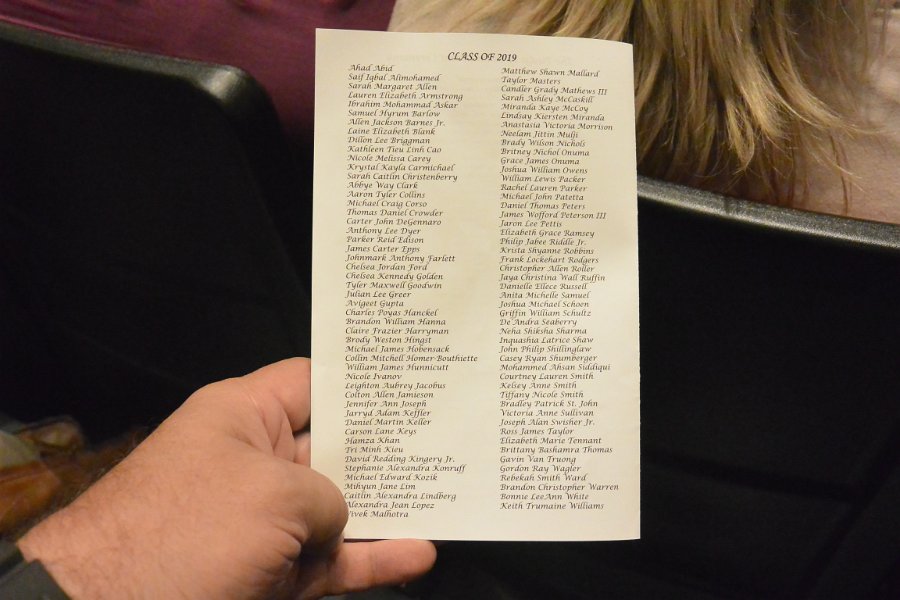 CLASS OF 2019
Ahad Abid
Saif Iqbal Alimohamed
Sarah Margaret Allen
Lauren Elizabeth Armstrong
Ibrahim Mohammad Askar
Samuel Hyrum Barlow
Allen Jackson Barnes Jr.
Laine Elizabeth Blank
Dillon Lee Briggman
Kathleen Tieu Linh Cao
Nicole Melissa Carey
Krystal Kayla Carmichael
Sarah Caitlin Christenberry
Abbye Way Clark
Aaron Tyler Collins
Michael Craig Corso
Thomas Daniel Crowder
Carter John DeGennaro
Anthony Lee Dyer
Parker Reid Edison
James Carter Epps
Johnmark Anthony Farlett
Chelsea Jordan Ford
Chelsea Kennedy Golden
Tyler Maxwell Goodwin
Julian Lee Greer
Avigeet Gupta
Charles Poyas Hanckel
Brandon William Hanna
Claire Frazier Harryman
Brody Weston Hingst
Michael James Hobensack
Collin Mitchell Homer-Bouthiette
William James Hunnicutt
Nicole Ivanov
Leighton Aubrey Jacobus
Colton Allen Jamieson
Jennifer Ann Joseph
Jarryd Adam Keffler
Daniel Martin Keller
Carson Lane Keys
Hamza Khan
Tri Minh Kieu
David Redding Kingery Jr.
Stephanie Alexandra Konruff
Michael Edward Kozik
Mihyun Jane Lim
Caitlin Alexandra Lindberg
Alexandra Jean Lopez
Vivek Malhotra
Matthew Shawn Mallard
Taylor Masters
Candler Grady Mathews III
Sarah Ashley McCaskill
Miranda Kaye McCoy
Lindsay Kiersten Miranda
Anastasia Victoria Morrison
Neelam Jittin Mulji
Brady Wilson Nichols
Britney Nichol Onuma
Grace James Onuma
Joshua William Owens
William Lewis Packer
Rachel Lauren Parker
Michael John Patetta
Daniel Thomas Peters
James Wofford Peterson III
Jaron Lee Pettis
Elizabeth Grace Ramsey
Philip Jabee Riddle Jr.
Krista Shyanne Robbins
Frank Lockehart Rodgers
Christopher Allen Roller
Taya Christina Wall Ruffin
Danielle Ellece Russell
Anita Michelle Samuel
Joshua Michael Schoen
Griffin William Schultz
De'Andra Seaberry
Neha Shiksha Sharma
Inquashia Latrice Shaw
John Philip Shillinglaw
Casey Ryan Shumberger
Mohammed Ahsan Siddiqui
Courtney Lauren Smith
Kelsey Anne Smith
Tiffany Nicole Smith
Bradley Patrick St. John
Victoria Anne Sullivan
Joseph Alan Swisher Jr.
Ross James Taylor
Elizabeth Marie Tennant
Brittany Bashamra Thomas
Gavin Van Truong
Gordon Ray Wagler
Rebekah Smith Ward
Brandon Christopher Warren
Bonnie LeeAnn White
Keith Trumaine Williams